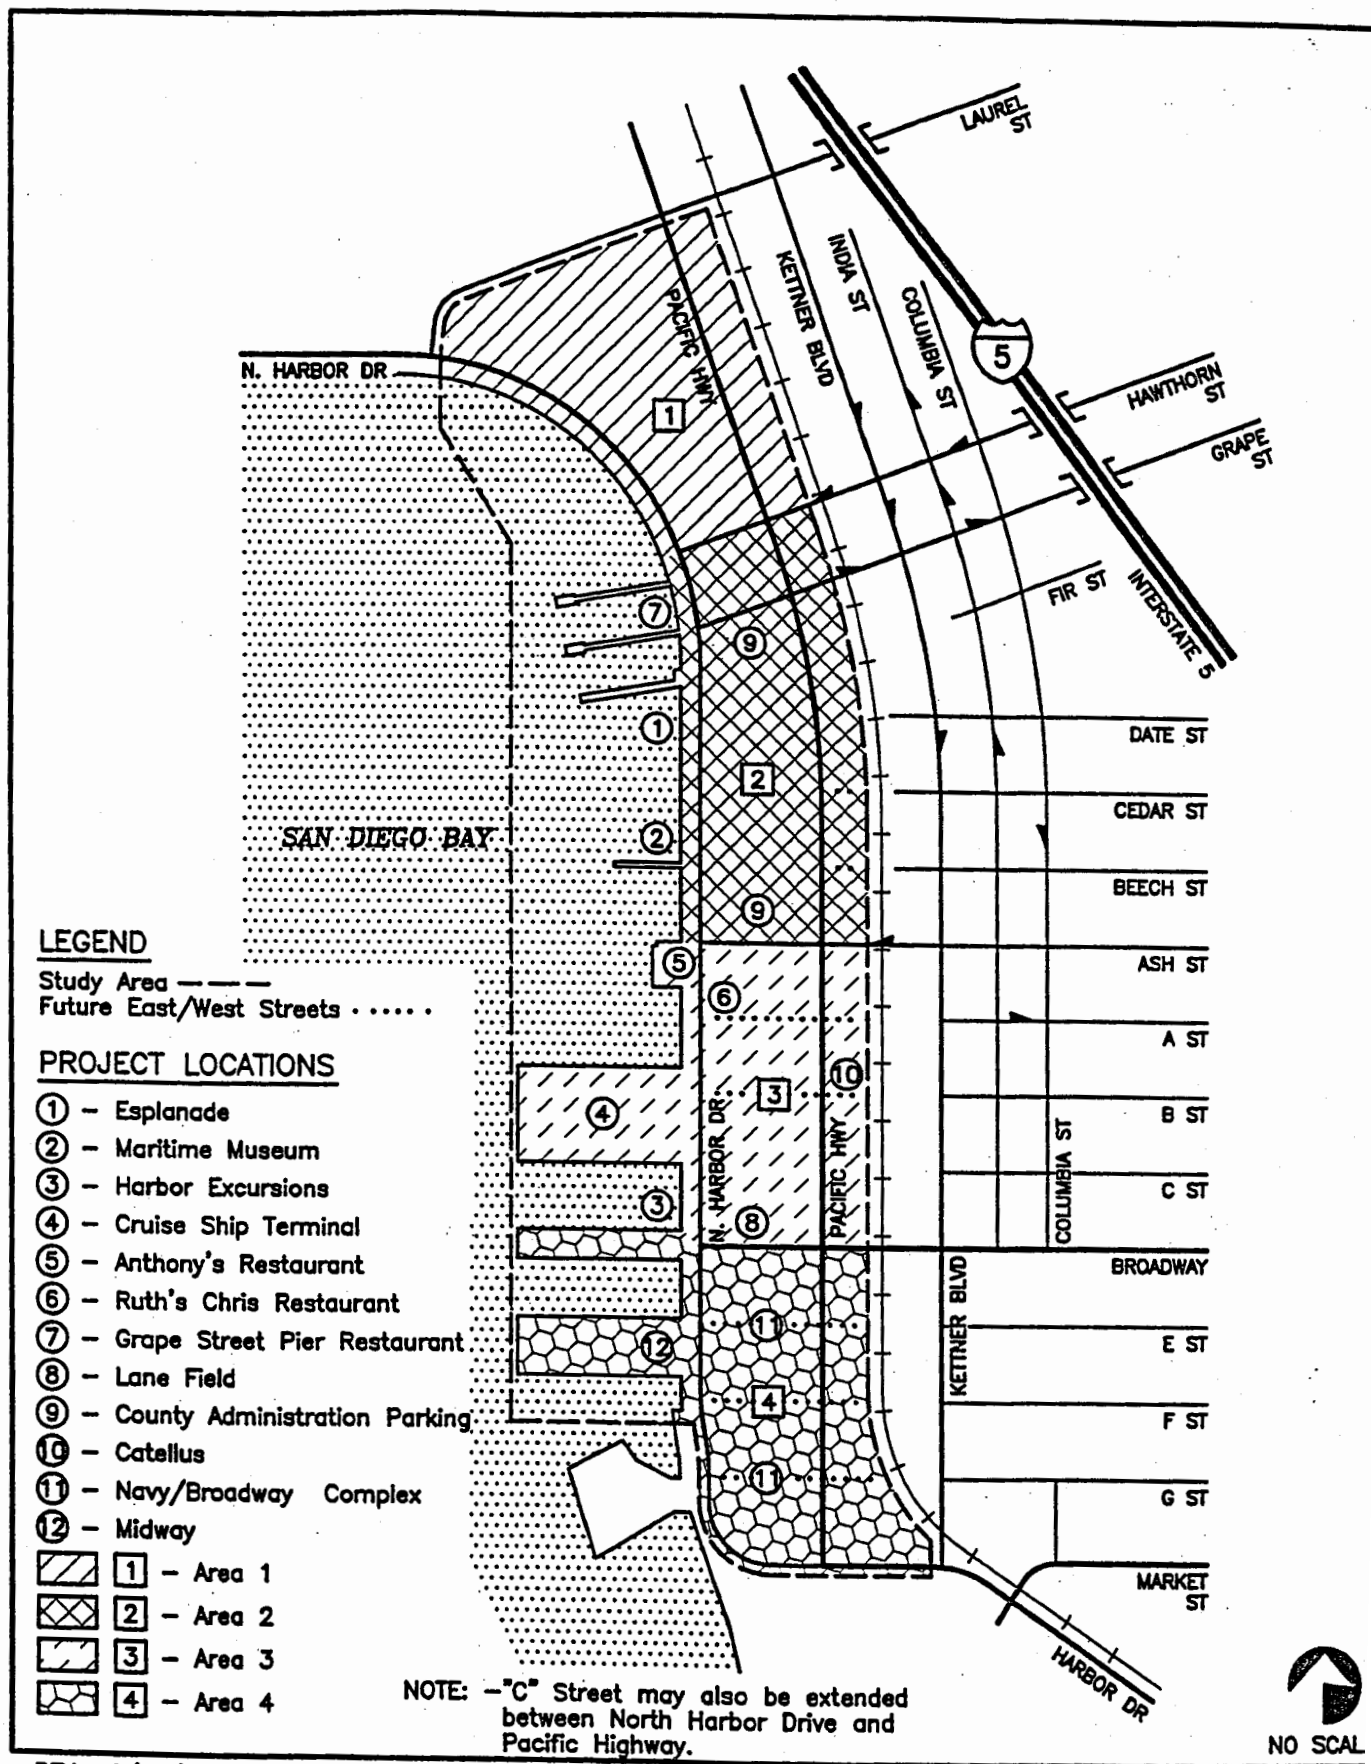 LAUREL
ST
KETTNER BLVD
INDIA ST
COLUMBIA ST
PACIFIC HWY
5
N. HARBOR DR
HAWTHORN
ST
GRAPE
ST
1
FIR ST
INTERSTATE 5
7
9
1
DATE ST
2
CEDAR ST
SAN DIEGO BAY
2
BEECH ST
9
5
ASH ST
6
A ST
10
3
4
B ST
N. HARBOR DR
PACIFIC HWY
COLUMBIA ST
C ST
3
8
BROADWAY
KETTNER BLVD
11
E ST
12
4
F ST
11
G ST
MARKET
ST
HARBOR DR
LEGEND
Study Area — — — —
Future East/West Streets · · · · · ·
PROJECT LOCATIONS
1 – Esplanade
2 – Maritime Museum
3 – Harbor Excursions
4 – Cruise Ship Terminal
5 – Anthony's Restaurant
6 – Ruth's Chris Restaurant
7 – Grape Street Pier Restaurant
8 – Lane Field
9 – County Administration Parking
10 – Catellus
11 – Navy/Broadway Complex
12 – Midway
1 – Area 1
2 – Area 2
3 – Area 3
4 – Area 4
NOTE: –"C" Street may also be extended
between North Harbor Drive and
Pacific Highway.
NO SCAL